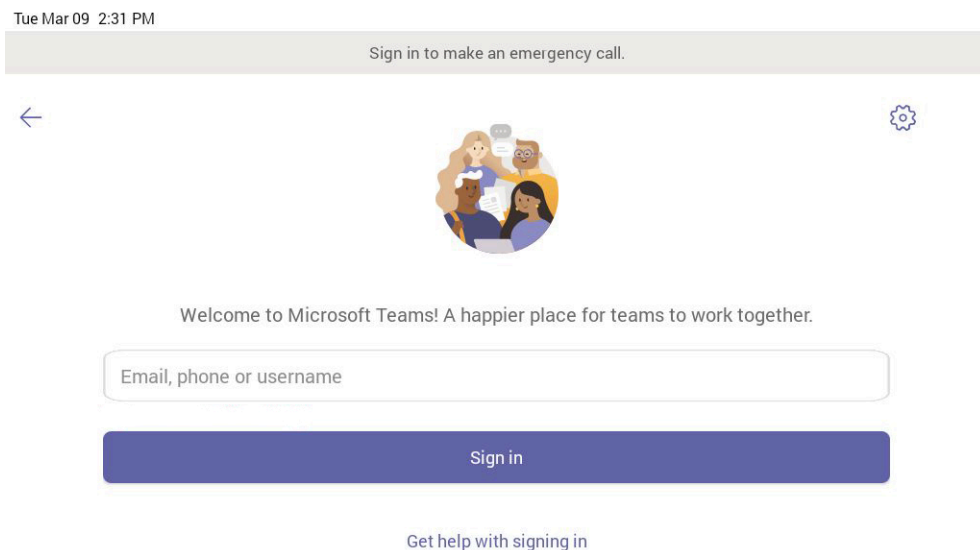 Tue Mar 09 2:31 PM
Sign in to make an emergency call.
Welcome to Microsoft Teams! A happier place for teams to work together.
Email, phone or username
Sign in
Get help with signing in